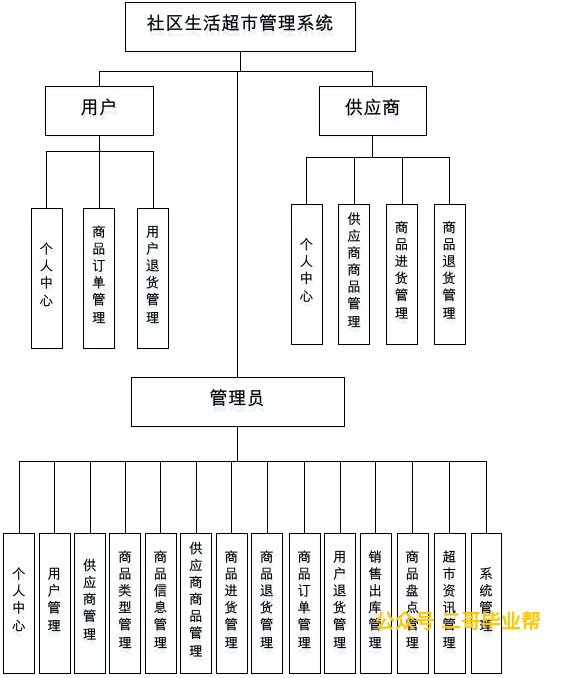 社区生活超市管理系统
用户
供应商
个人中心
商品订单管理
用户退货管理
个人中心
供应商商品管理
商品进货管理
商品退货管理
管理员
个人中心
用户管理
供应商管理
商品类型管理
商品信息管理
供应商商品管理
商品进货管理
商品退货管理
商品订单管理
用户退货管理
销售出库管理
商品盘点管理
超市资讯管理
系统管理
公众号 二哥毕业帮